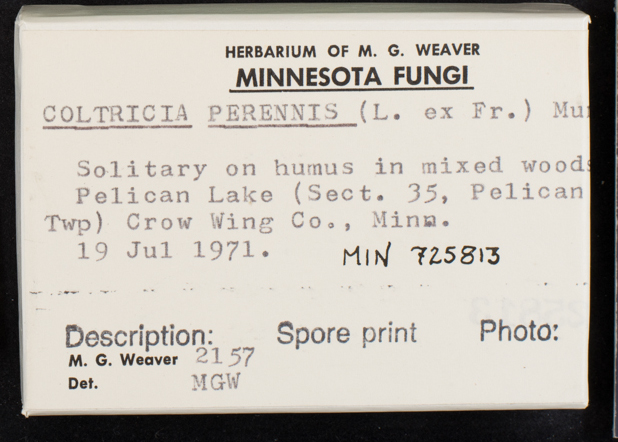 HERBARIUM OF M. G. WEAVER
MINNESOTA FUNGI
COLTRICIA PERENNIS (L. ex Fr.)
Solitary on humus in mixed woods
Pelican Lake (Sect. 35, Pelican
Twp) Crow Wing Co., Minn.
19 Jul 1971. MIN 725813
Description: Spore print Photo:
M. G. Weaver 2157
Det. MGW